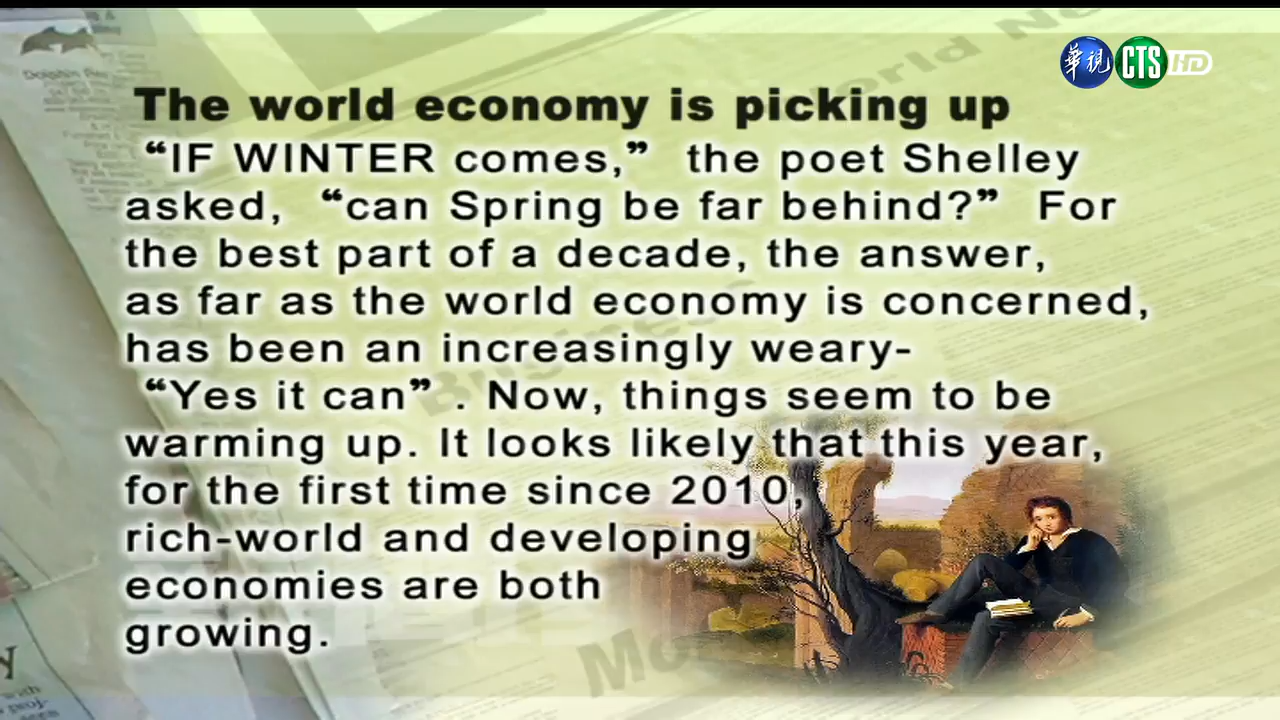 華視 CTS HD
Dolphin
World N
The world economy is picking up
“IF WINTER comes,” the poet Shelley
asked, “can Spring be far behind?” For
the best part of a decade, the answer,
as far as the world economy is concerned,
has been an increasingly weary-
“Yes it can” . Now, things seem to be
warming up. It looks likely that this year,
for the first time since 2010,
rich-world and developing
economies are both
growing.
Business